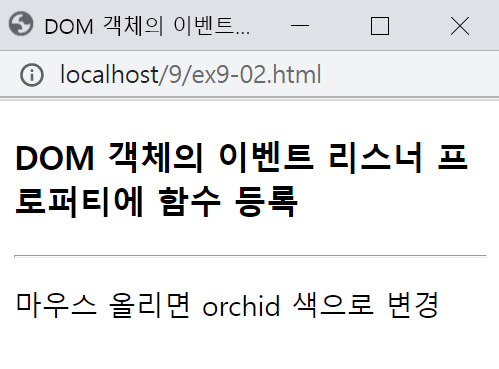 DOM 객체의 이벤트...
localhost/9/ex9-02.html
DOM 객체의 이벤트 리스너 프
로퍼티에 함수 등록
마우스 올리면 orchid 색으로 변경